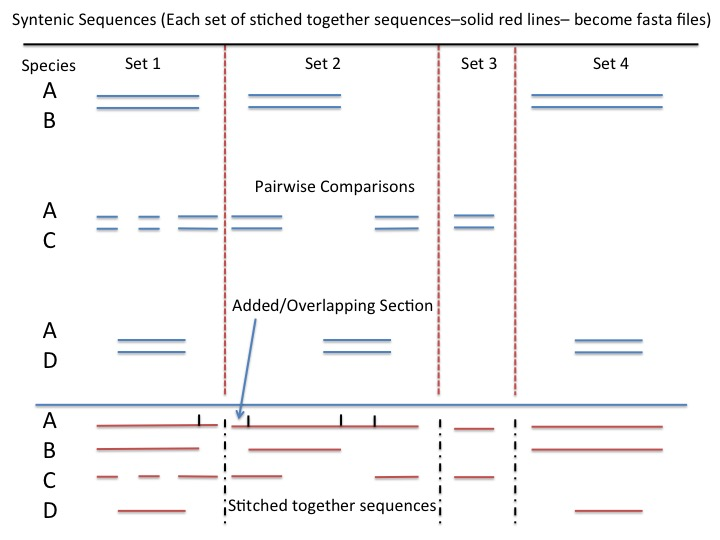 Syntenic Sequences (Each set of stiched together sequences–solid red lines– become fasta files)
Species Set 1 Set 2 Set 3 Set 4
A
B
Pairwise Comparisons
A
C
Added/Overlapping Section
A
D
A
B
C
D Stitched together sequences